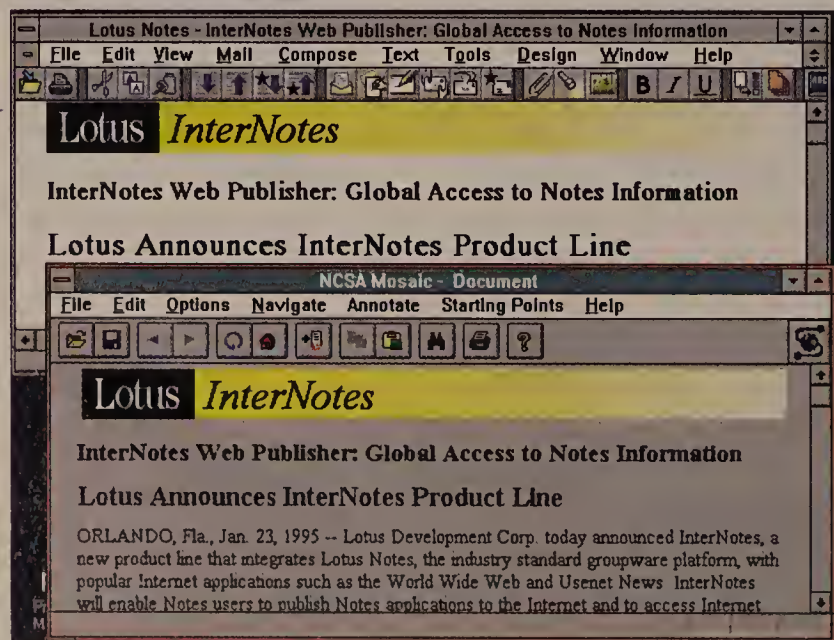 Lotus Notes - InterNotes Web Publisher: Global Access to Notes Information
File Edit View Mail Compose Text Tools Design Window Help
B I U
Lotus InterNotes
InterNotes Web Publisher: Global Access to Notes Information
Lotus Announces InterNotes Product Line
NCSA Mosaic - Document
File Edit Options Navigate Annotate Starting Points Help
?
Lotus InterNotes
InterNotes Web Publisher: Global Access to Notes Information
Lotus Announces InterNotes Product Line
ORLANDO, Fla., Jan. 23, 1995 -- Lotus Development Corp. today announced InterNotes, a
new product line that integrates Lotus Notes, the industry standard groupware platform, with
popular Internet applications such as the World Wide Web and Usenet News InterNotes
will enable Notes users to publish Notes applications to the Internet and to access Internet